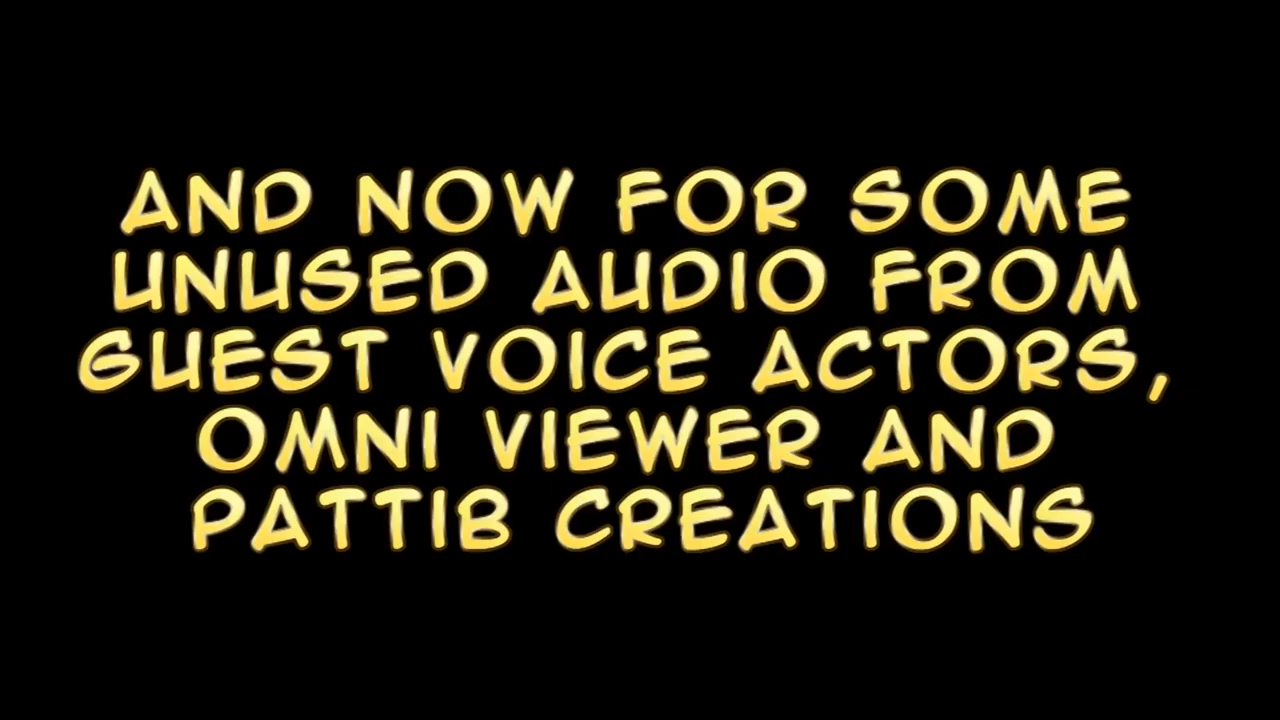 AND NOW FOR SOME
UNUSED AUDIO FROM
GUEST VOICE ACTORS,
OMNI VIEWER AND
PATTIB CREATIONS